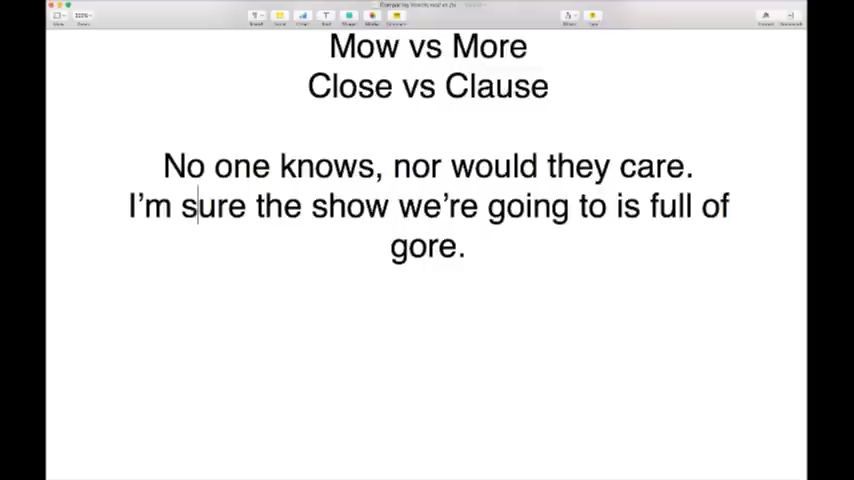 Mow vs More
Close vs Clause
No one knows, nor would they care.
I'm sure the show we're going to is full of
gore.